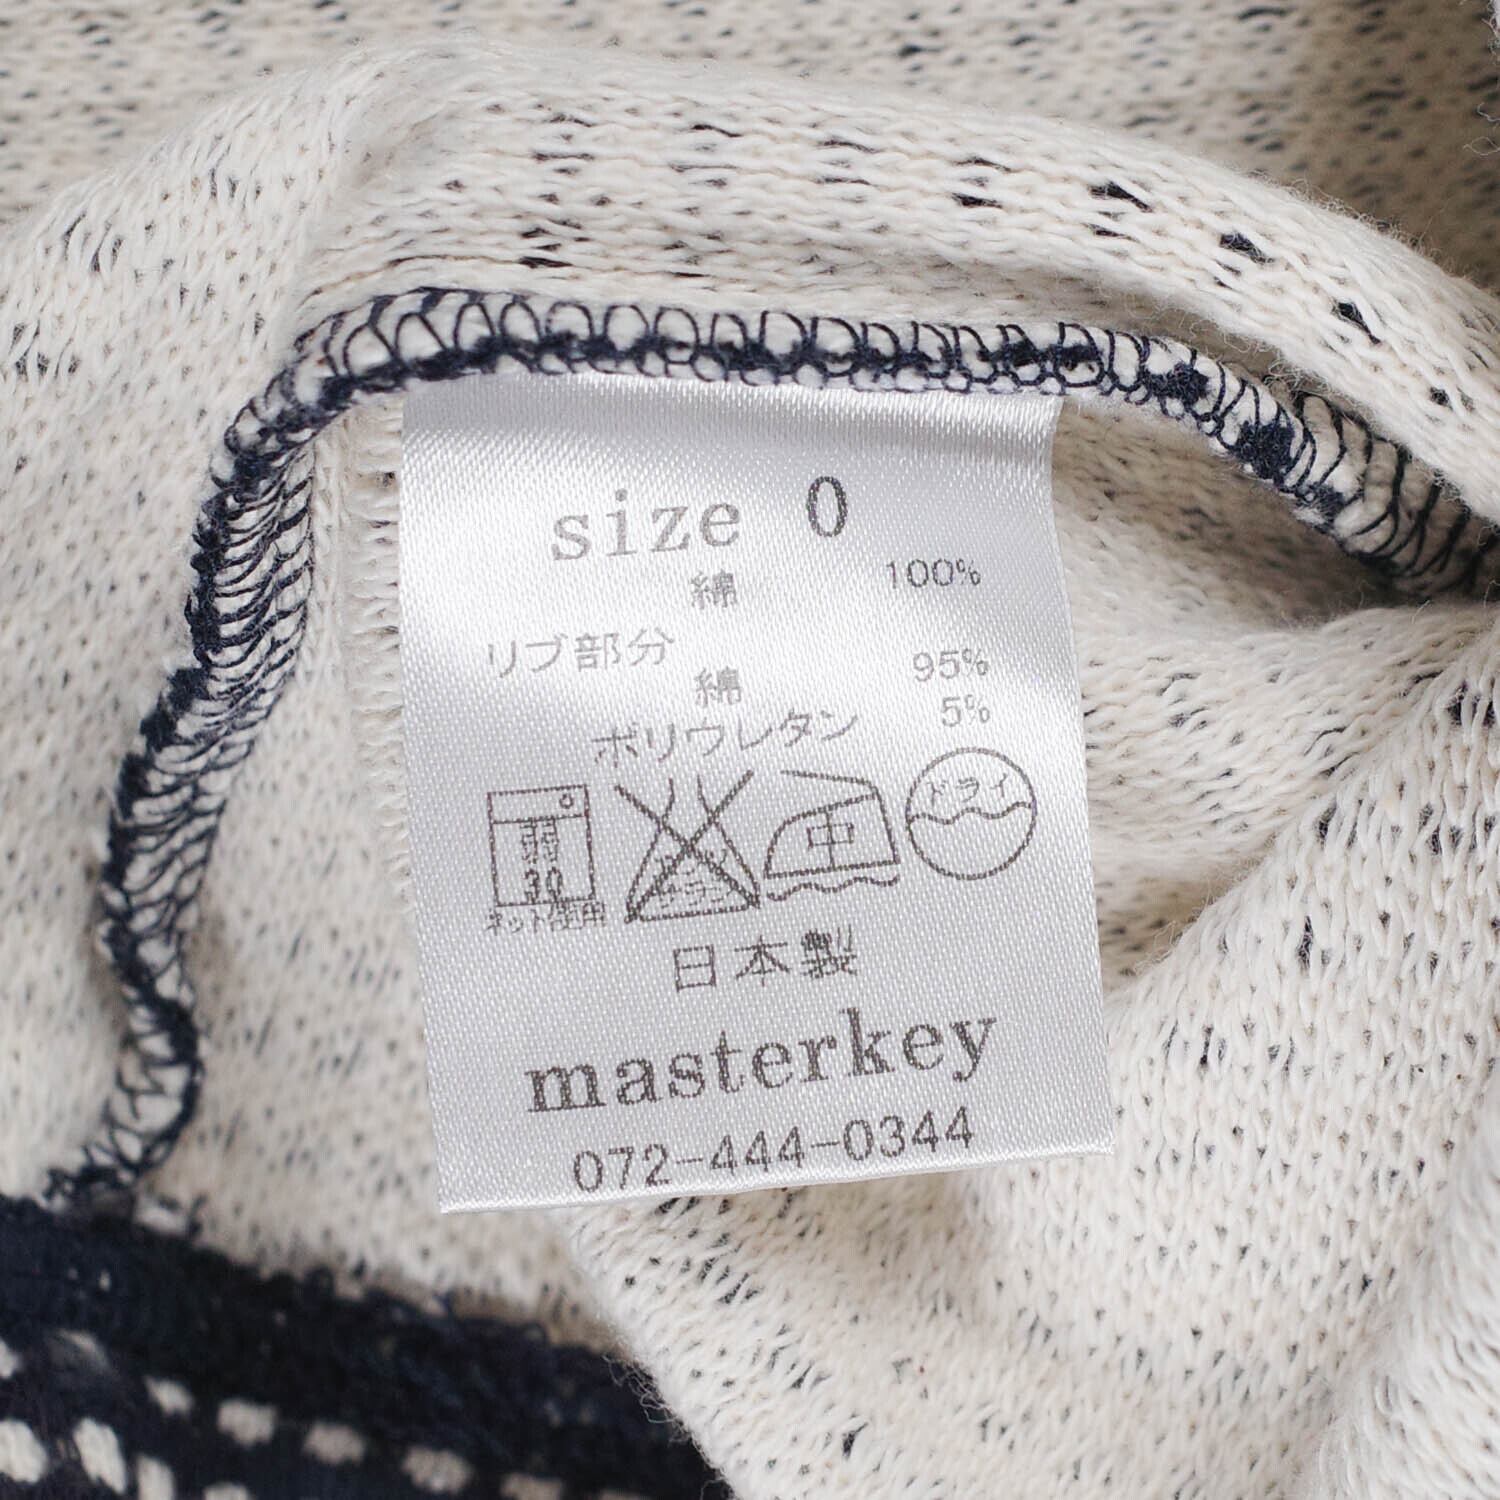 size 0
綿 100%
リブ部分
綿 95%
ポリウレタン 5%
弱
30
ネット使用
中
ドライ
日本製
masterkey
072-444-0344